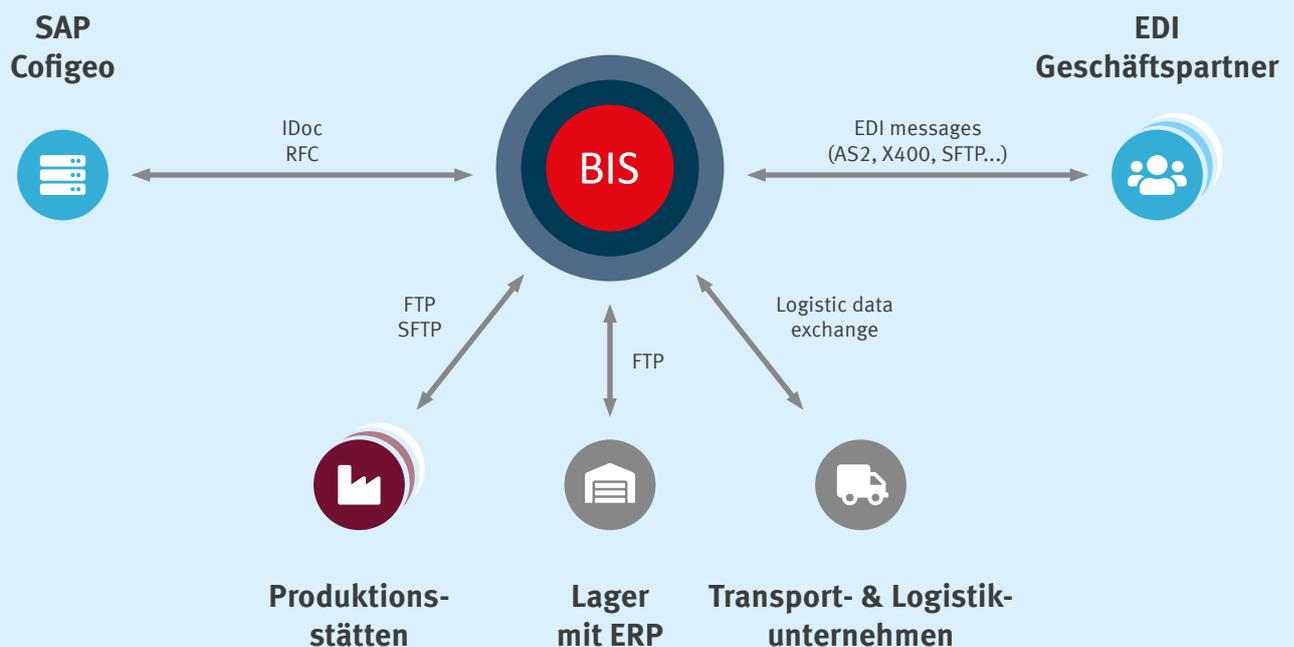 SAP
Cofigeo
EDI
Geschäftspartner
IDoc
RFC
BIS
EDI messages
(AS2, X400, SFTP...)
FTP
SFTP
FTP
Logistic data
exchange
Produktions-
stätten
Lager
mit ERP
Transport- & Logistik-
unternehmen